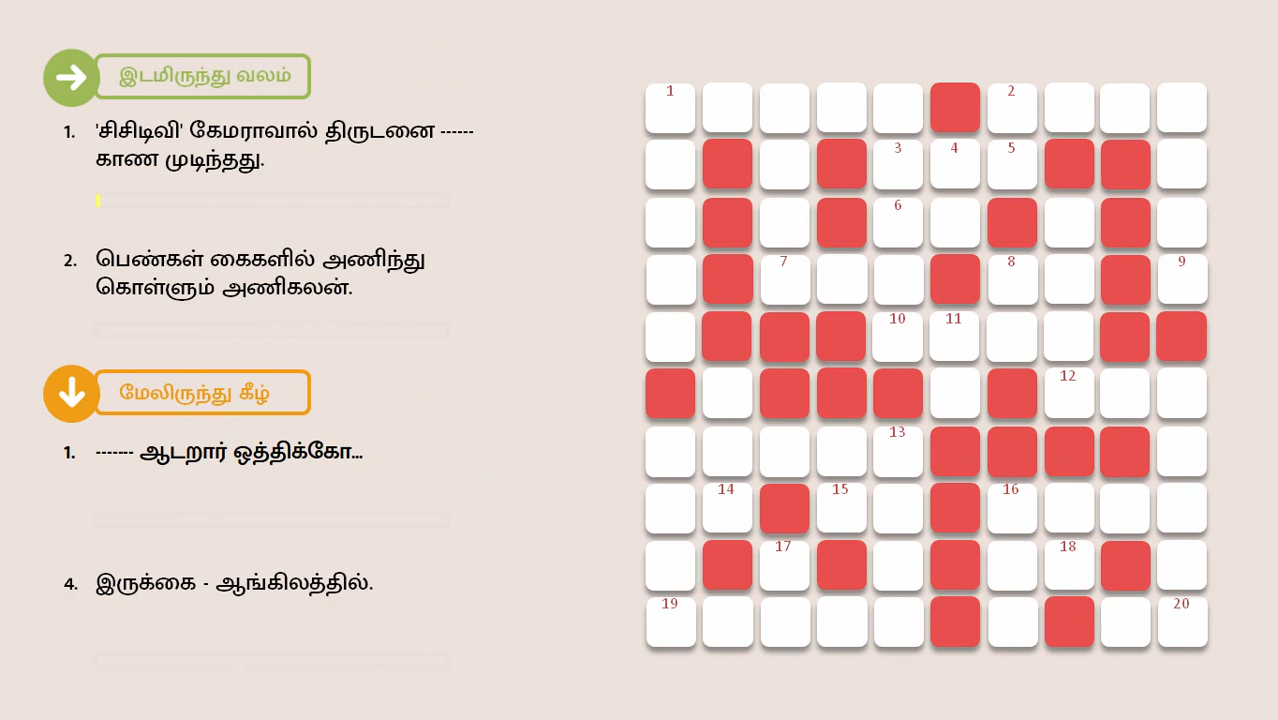 இடமிருந்து வலம்
1. 'சிசிடிவி' கேமராவால் திருடனை ------
காண முடிந்தது.
2. பெண்கள் கைகளில் அணிந்து
கொள்ளும் அணிகலன்.
மேலிருந்து கீழ்
1. ------- ஆடறார் ஒத்திக்கோ...
4. இருக்கை - ஆங்கிலத்தில்.
1 2
3 4 5
6
7 8 9
10 11
12
13
14 15 16
17 18
19 20